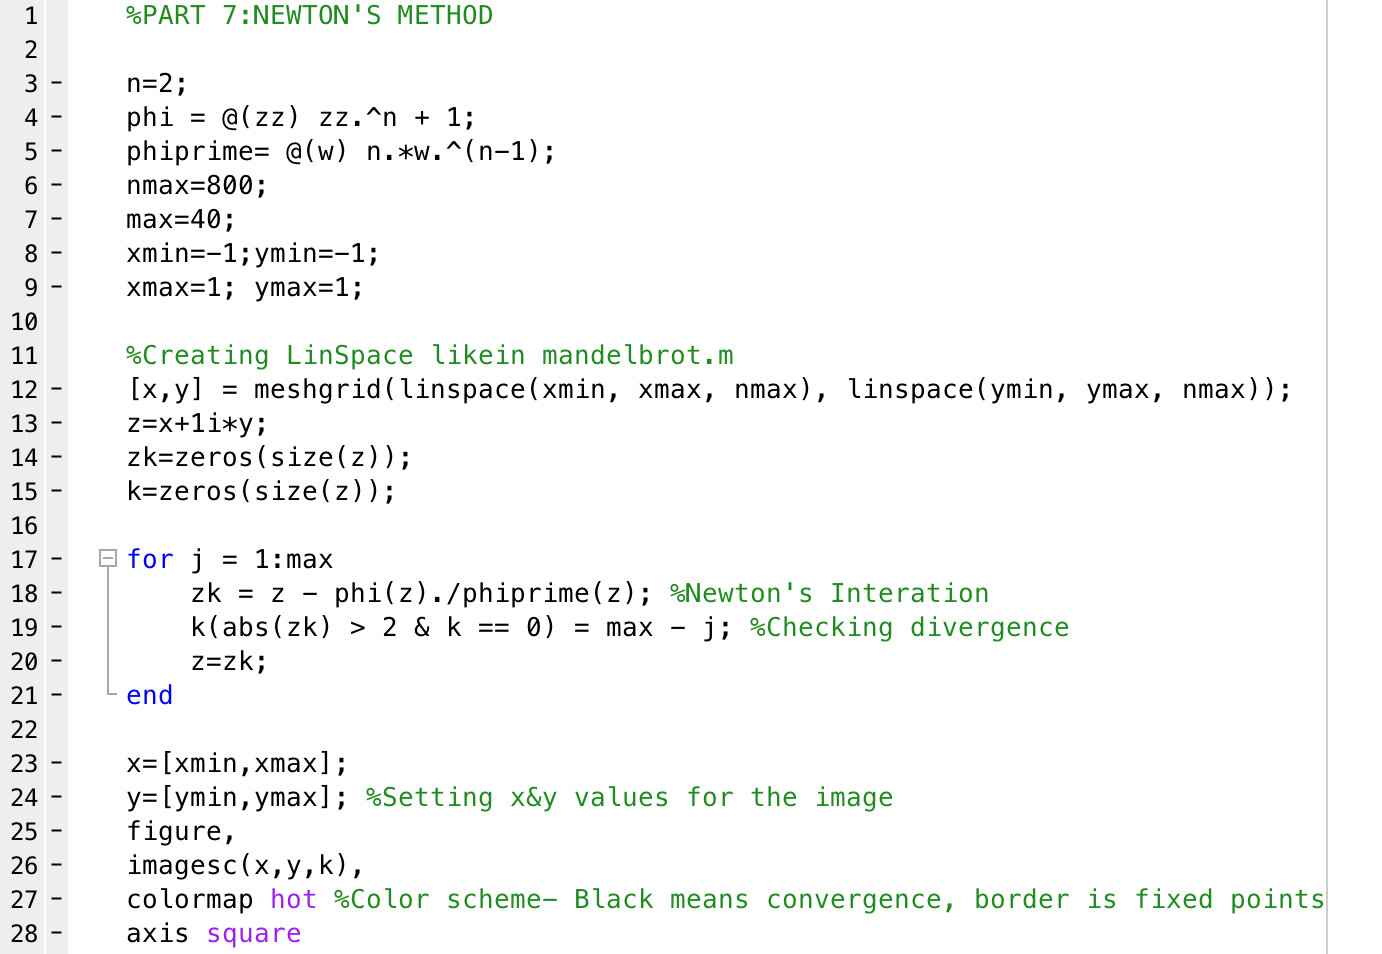 1 %PART 7:NEWTON'S METHOD
2
3 - n=2;
4 - phi = @(zz) zz.^n + 1;
5 - phiprime= @(w) n.*w.^(n-1);
6 - nmax=800;
7 - max=40;
8 - xmin=-1;ymin=-1;
9 - xmax=1; ymax=1;
10
11 %Creating LinSpace likein mandelbrot.m
12 - [x,y] = meshgrid(linspace(xmin, xmax, nmax), linspace(ymin, ymax, nmax));
13 - z=x+1i*y;
14 - zk=zeros(size(z));
15 - k=zeros(size(z));
16
17 - for j = 1:max
18 - zk = z - phi(z)./phiprime(z); %Newton's Interation
19 - k(abs(zk) > 2 & k == 0) = max - j; %Checking divergence
20 - z=zk;
21 - end
22
23 - x=[xmin,xmax];
24 - y=[ymin,ymax]; %Setting x&y values for the image
25 - figure,
26 - imagesc(x,y,k),
27 - colormap hot %Color scheme- Black means convergence, border is fixed points
28 - axis square